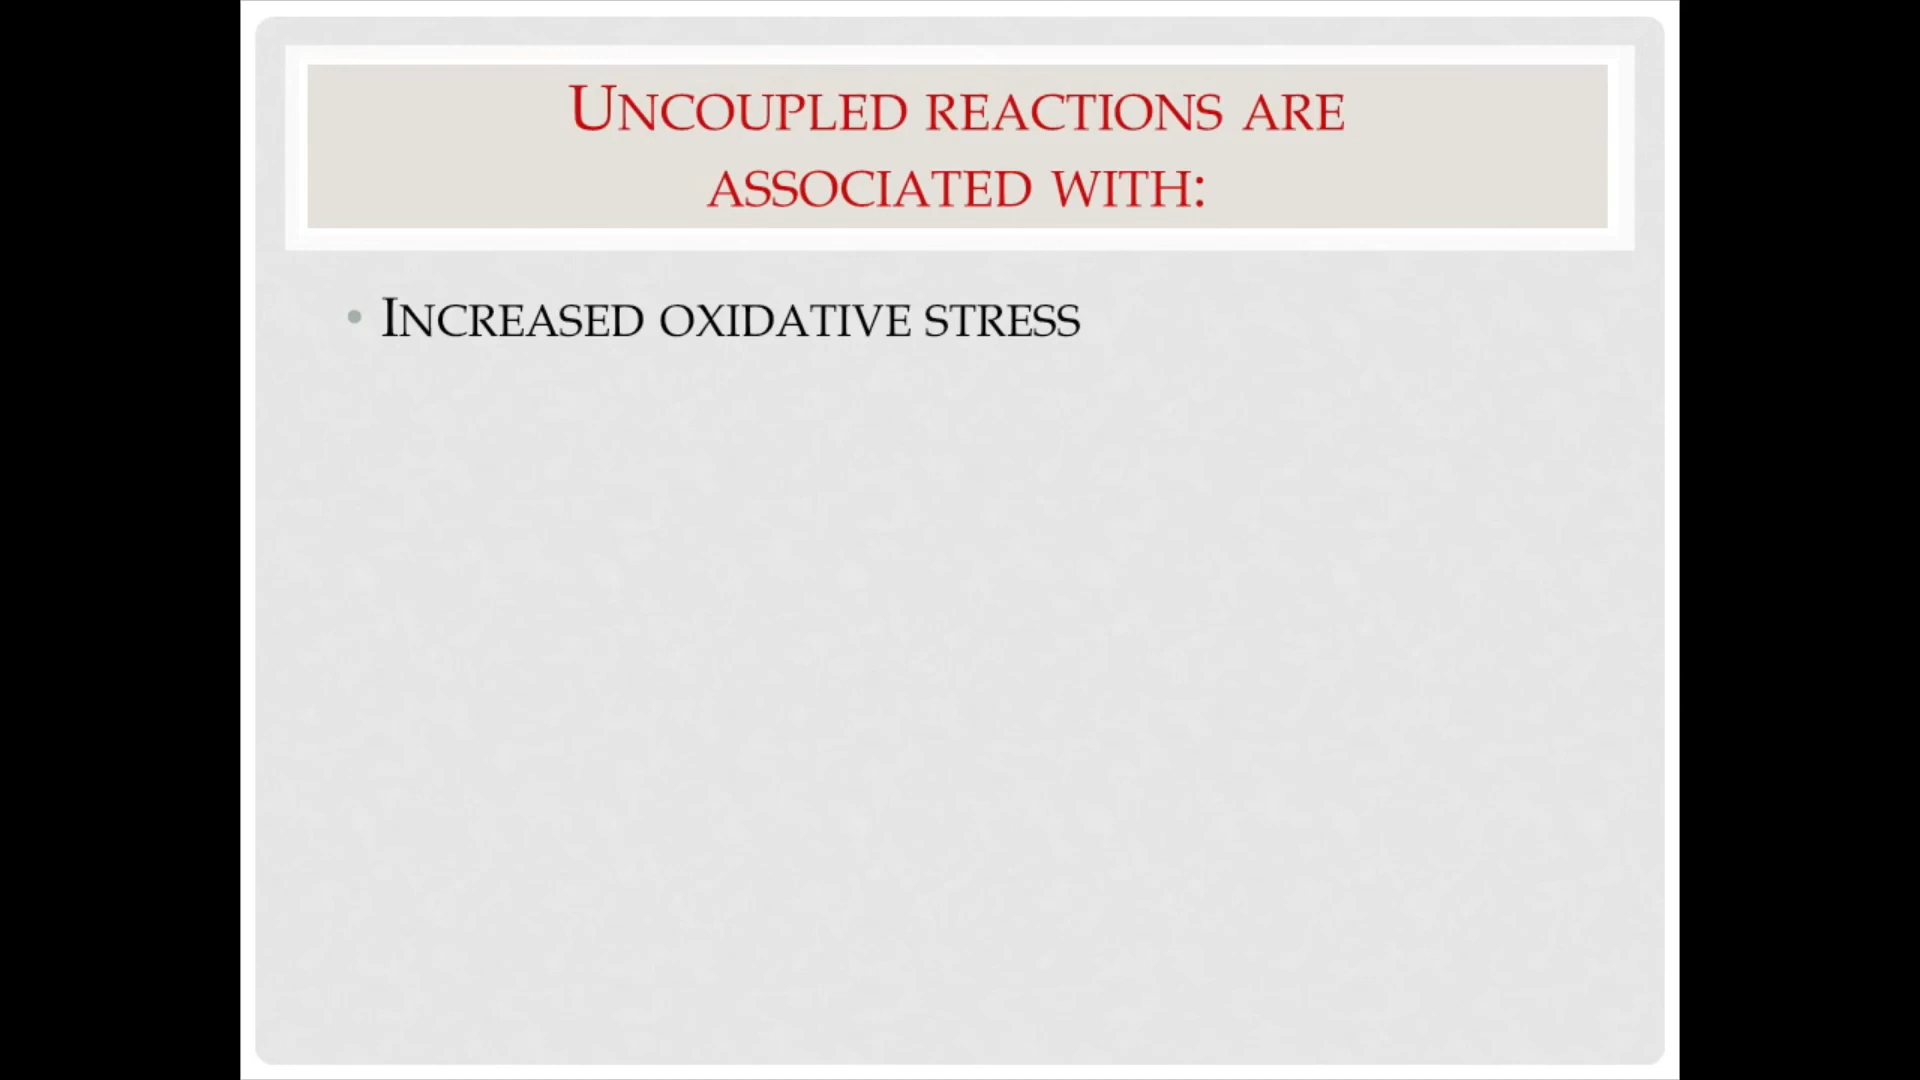 Uncoupled reactions are
associated with:
• Increased oxidative stress